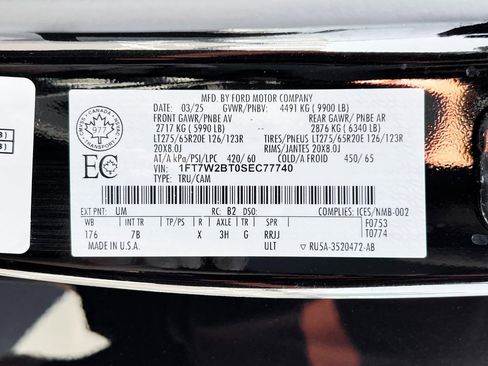 MFD. BY FORD MOTOR COMPANY
DATE: 03/25 GVWR/PNBV: 4491 KG ( 9900 LB)
FRONT GAWR/PNBE AV REAR GAWR/ PNBE AR
2717 KG ( 5990 LB) -- 2876 KG ( 6340 LB)
LT275/65R20E 126/123R TIRES/PNEUS LT275/65R20E 126/123R
20X8.0J RIMS/JANTES 20X8.0J
AT/A kPa/PSI/LPC 420/60 COLD/A FROID 450/65
VIN: 1FT7W2BT0SEC77740
TYPE: TRU/CAM
EXT PNT: UM RC: B2 DSO: COMPLIES: ICES/NMB-002
WB INT TR TP/PS R AXLE TR SPR F0753
176 7B X 3H G RRJJ T0774
MADE IN U.S.A. ULT ▽ RU5A-3520472-AB
CANADA
977
TRANSPORT
EC
B)
B)